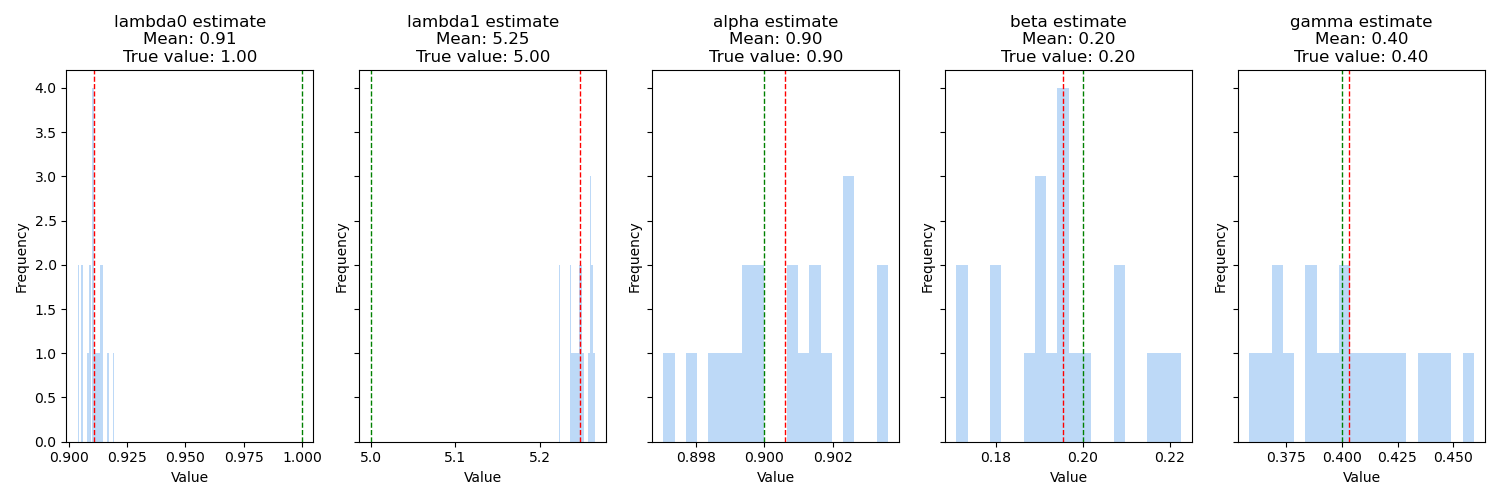 lambda0 estimate
Mean: 0.91
True value: 1.00
lambda1 estimate
Mean: 5.25
True value: 5.00
alpha estimate
Mean: 0.90
True value: 0.90
beta estimate
Mean: 0.20
True value: 0.20
gamma estimate
Mean: 0.40
True value: 0.40
Frequency
4.0
3.5
3.0
2.5
2.0
1.5
1.0
0.5
0.0
0.900 0.925 0.950 0.975 1.000
Value
Frequency
5.0 5.1 5.2
Value
Frequency
0.898 0.900 0.902
Value
Frequency
0.18 0.20 0.22
Value
Frequency
0.375 0.400 0.425 0.450
Value